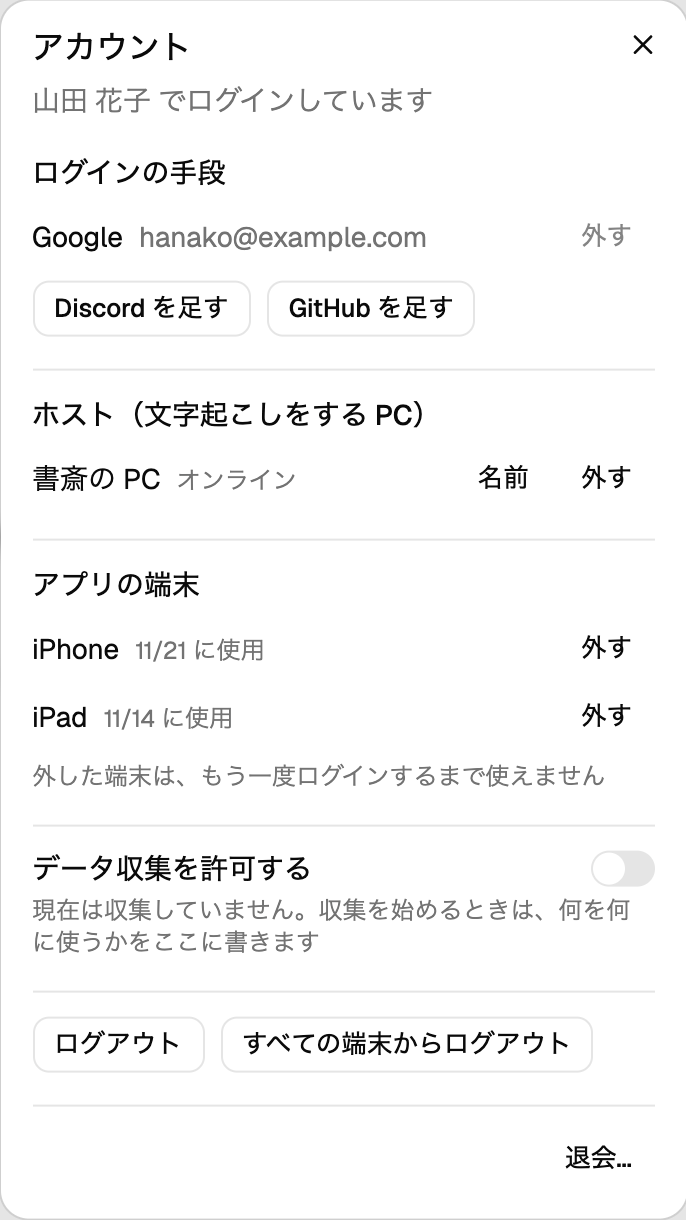 アカウント
山田 花子 でログインしています
ログインの手段
Google hanako@example.com 外す
Discord を足す GitHub を足す
ホスト（文字起こしをする PC）
書斎の PC オンライン 名前 外す
アプリの端末
iPhone 11/21 に使用 外す
iPad 11/14 に使用 外す
外した端末は、もう一度ログインするまで使えません
データ収集を許可する
現在は収集していません。収集を始めるときは、何を何
に使うかをここに書きます
ログアウト すべての端末からログアウト
退会...